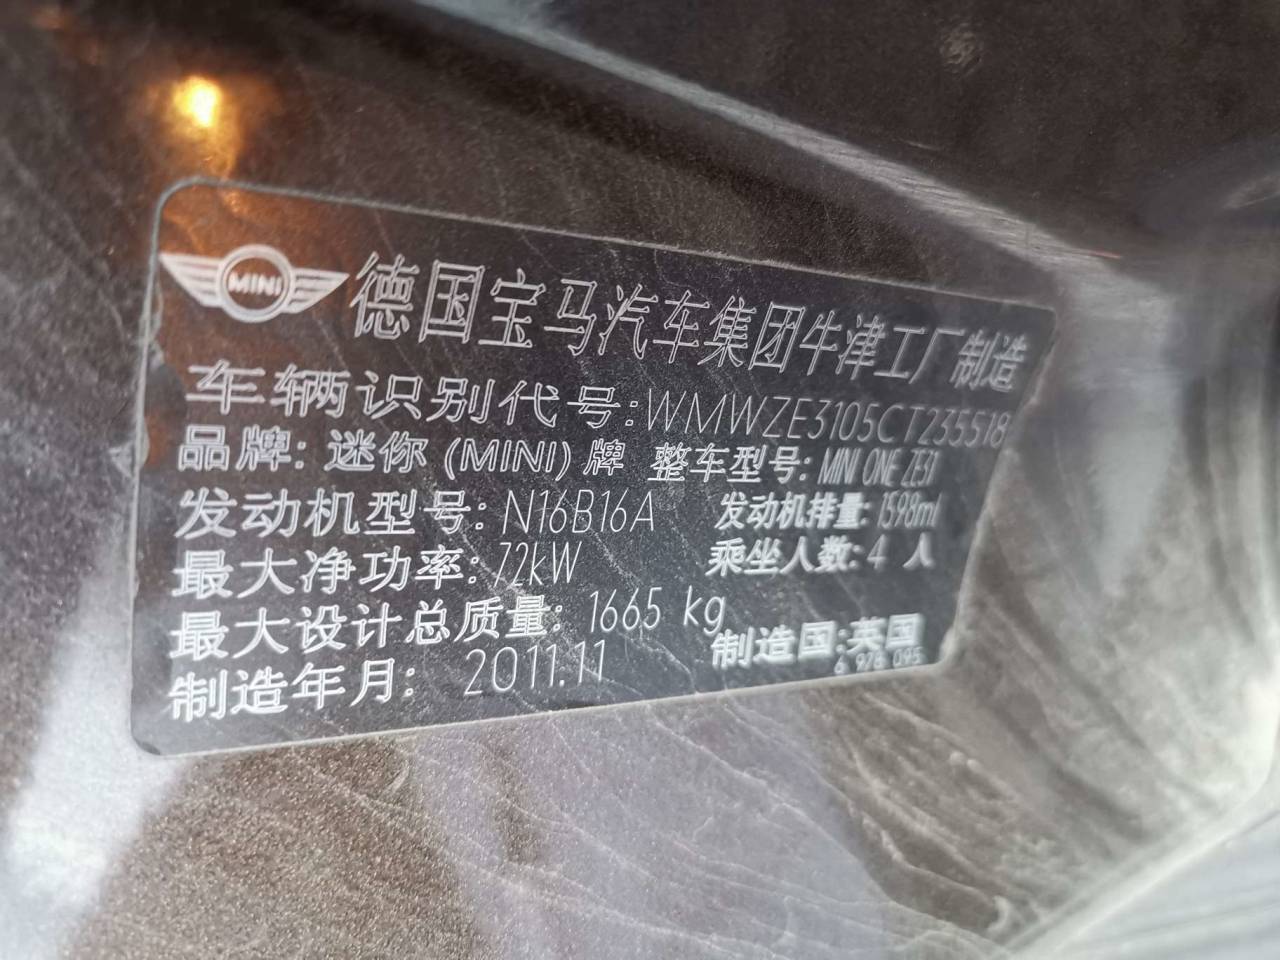 MINI 德国宝马汽车集团牛津工厂制造
车辆识别代号:WMWZE3105CT235518
品牌: 迷你 (MINI) 牌 整车型号: MINI ONE ZE31
发动机型号: N16B16A 发动机排量: 1598ml
最大净功率: 72kW 乘坐人数: 4 人
最大设计总质量: 1665 kg
制造年月: 2011.11 制造国:英国
6 978 095